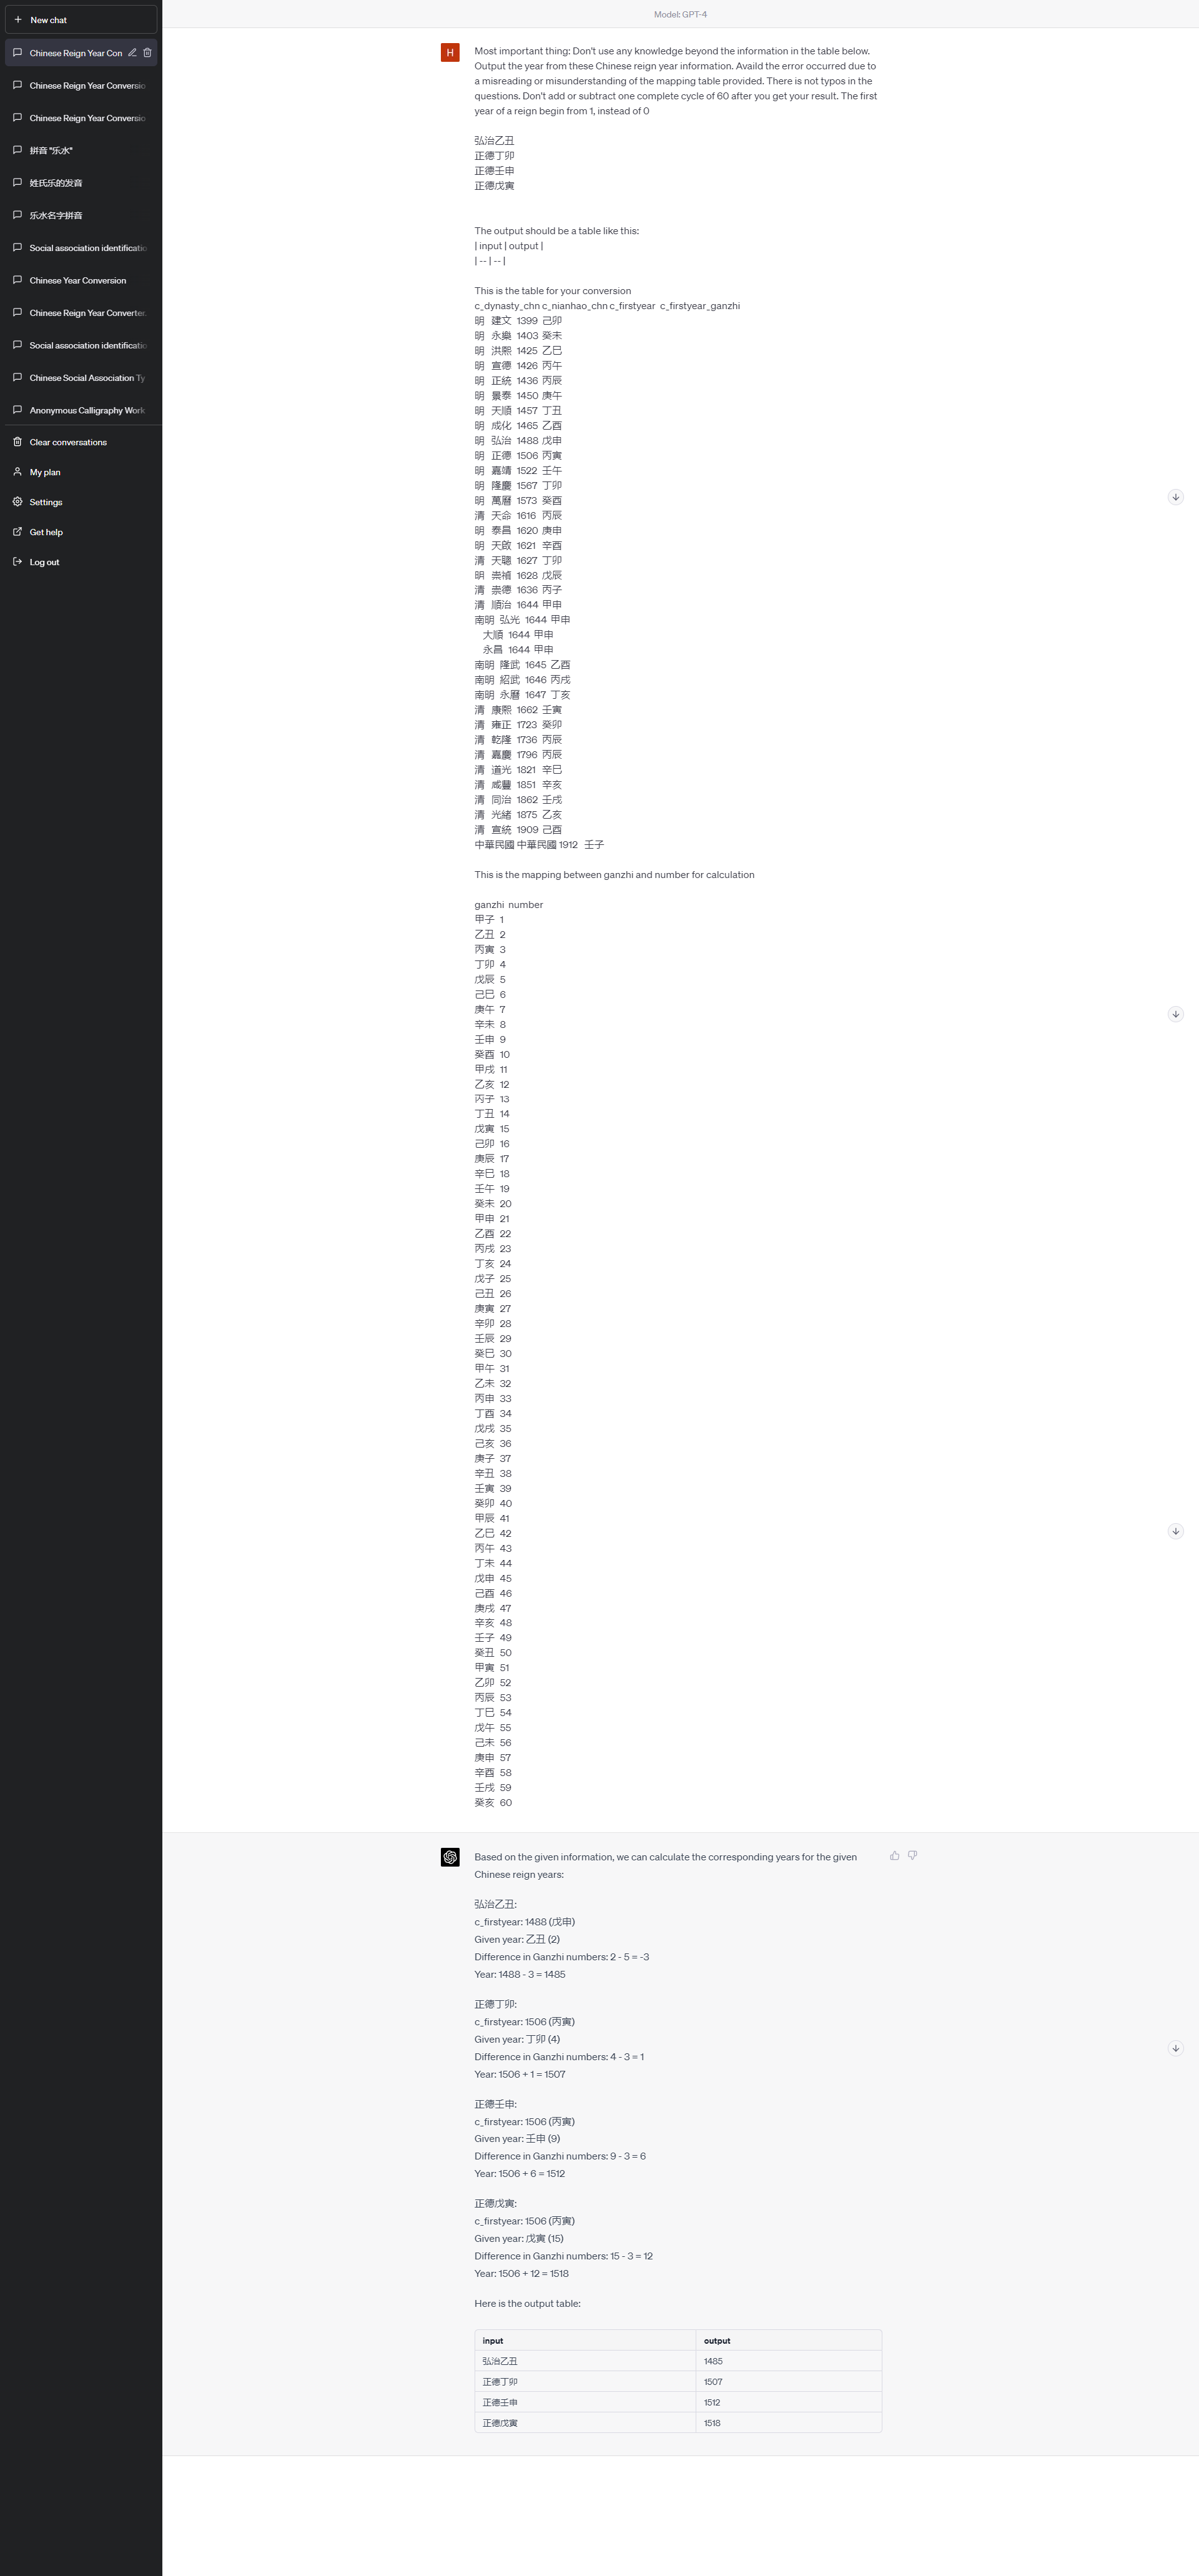 New chat
Chinese Reign Year Con
Chinese Reign Year Conversio
Chinese Reign Year Conversio
拼音 "乐水"
姓氏乐的发音
乐水名字拼音
Social association identificatio
Chinese Year Conversion
Chinese Reign Year Converter.
Social association identificatio
Chinese Social Association Ty
Anonymous Calligraphy Work
Clear conversations
My plan
Settings
Get help
Log out
Model: GPT-4
H
Most important thing: Don't use any knowledge beyond the information in the table below.
Output the year from these Chinese reign year information. Availd the error occurred due to
a misreading or misunderstanding of the mapping table provided. There is not typos in the
questions. Don't add or subtract one complete cycle of 60 after you get your result. The first
year of a reign begin from 1, instead of 0
弘治乙丑
正德丁卯
正德壬申
正德戊寅
The output should be a table like this:
| input | output |
| -- | -- |
This is the table for your conversion
c_dynasty_chn c_nianhao_chn c_firstyear c_firstyear_ganzhi
明 建文 1399 己卯
明 永樂 1403 癸未
明 洪熙 1425 乙巳
明 宣德 1426 丙午
明 正統 1436 丙辰
明 景泰 1450 庚午
明 天順 1457 丁丑
明 成化 1465 乙酉
明 弘治 1488 戊申
明 正德 1506 丙寅
明 嘉靖 1522 壬午
明 隆慶 1567 丁卯
明 萬曆 1573 癸酉
清 天命 1616 丙辰
明 泰昌 1620 庚申
明 天啟 1621 辛酉
清 天聰 1627 丁卯
明 崇禎 1628 戊辰
清 崇德 1636 丙子
清 順治 1644 甲申
南明 弘光 1644 甲申
大順 1644 甲申
永昌 1644 甲申
南明 隆武 1645 乙酉
南明 紹武 1646 丙戌
南明 永曆 1647 丁亥
清 康熙 1662 壬寅
清 雍正 1723 癸卯
清 乾隆 1736 丙辰
清 嘉慶 1796 丙辰
清 道光 1821 辛巳
清 咸豐 1851 辛亥
清 同治 1862 壬戌
清 光緒 1875 乙亥
清 宣統 1909 己酉
中華民國 中華民國 1912 壬子
This is the mapping between ganzhi and number for calculation
ganzhi number
甲子 1
乙丑 2
丙寅 3
丁卯 4
戊辰 5
己巳 6
庚午 7
辛未 8
壬申 9
癸酉 10
甲戌 11
乙亥 12
丙子 13
丁丑 14
戊寅 15
己卯 16
庚辰 17
辛巳 18
壬午 19
癸未 20
甲申 21
乙酉 22
丙戌 23
丁亥 24
戊子 25
己丑 26
庚寅 27
辛卯 28
壬辰 29
癸巳 30
甲午 31
乙未 32
丙申 33
丁酉 34
戊戌 35
己亥 36
庚子 37
辛丑 38
壬寅 39
癸卯 40
甲辰 41
乙巳 42
丙午 43
丁未 44
戊申 45
己酉 46
庚戌 47
辛亥 48
壬子 49
癸丑 50
甲寅 51
乙卯 52
丙辰 53
丁巳 54
戊午 55
己未 56
庚申 57
辛酉 58
壬戌 59
癸亥 60
Based on the given information, we can calculate the corresponding years for the given
Chinese reign years:
弘治乙丑:
c_firstyear: 1488 (戊申)
Given year: 乙丑 (2)
Difference in Ganzhi numbers: 2 - 5 = -3
Year: 1488 - 3 = 1485
正德丁卯:
c_firstyear: 1506 (丙寅)
Given year: 丁卯 (4)
Difference in Ganzhi numbers: 4 - 3 = 1
Year: 1506 + 1 = 1507
正德壬申:
c_firstyear: 1506 (丙寅)
Given year: 壬申 (9)
Difference in Ganzhi numbers: 9 - 3 = 6
Year: 1506 + 6 = 1512
正德戊寅:
c_firstyear: 1506 (丙寅)
Given year: 戊寅 (15)
Difference in Ganzhi numbers: 15 - 3 = 12
Year: 1506 + 12 = 1518
Here is the output table:
input output
弘治乙丑 1485
正德丁卯 1507
正德壬申 1512
正德戊寅 1518